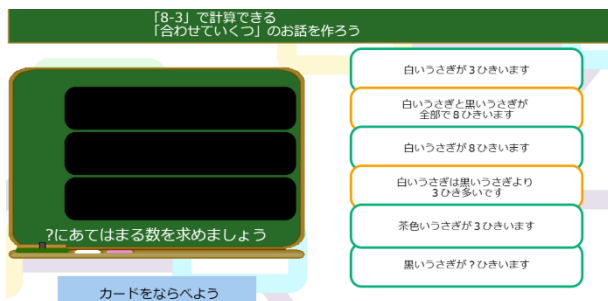 「8-3」で計算できる
「合わせていくつ」のお話を作ろう
?にあてはまる数を求めましょう
カードをならべよう
白いうさぎが3ひきいます
白いうさぎと黒いうさぎが
全部で8ひきいます
白いうさぎが8ひきいます
白いうさぎは黒いうさぎより
3ひき多いです
茶色いうさぎが3ひきいます
黒いうさぎが?ひきいます